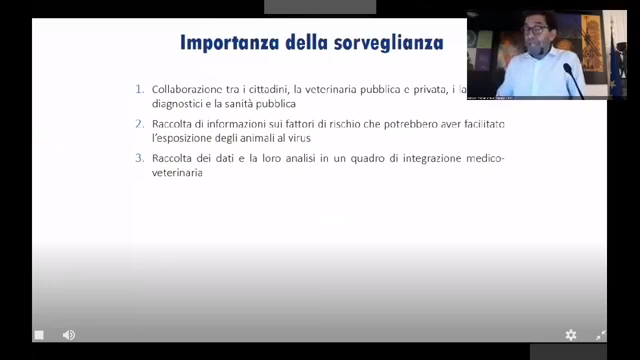 Importanza della sorveglianza
1. Collaborazione tra i cittadini, la veterinaria pubblica e privata, i
diagnostici e la sanità pubblica
2. Raccolta di informazioni sui fattori di rischio che potrebbero aver facilitato
l'esposizione degli animali al virus
3. Raccolta dei dati e la loro analisi in un quadro di integrazione medico-
veterinaria